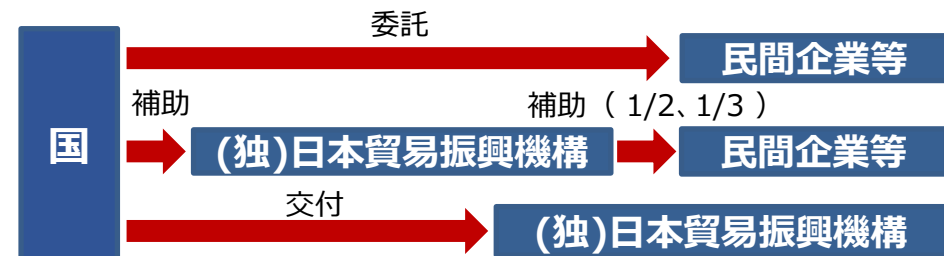 委託
民間企業等
補助
補助（ 1/2、1/3 ）
国
(独)日本貿易振興機構
民間企業等
交付
(独)日本貿易振興機構